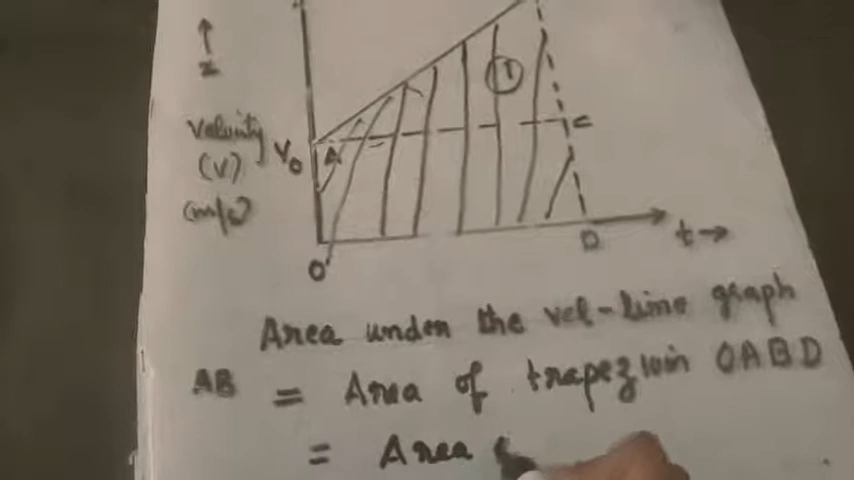 Velocity
(V)
(m/s)
V₀
A
1
C
O
D
t→
Area under the vel-time graph
AB = Area of trapezium OABD
= Area